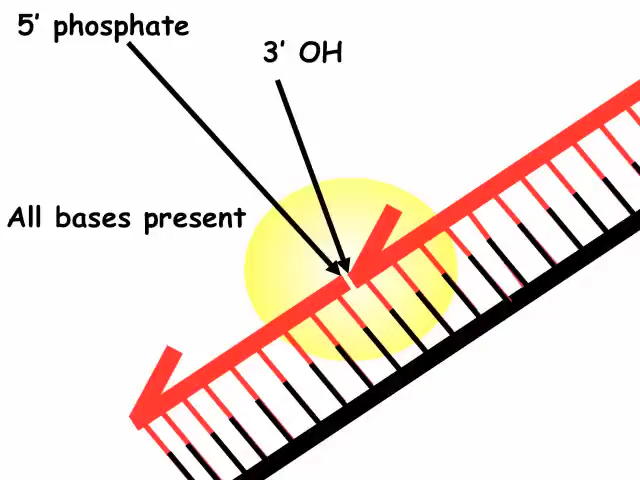 5′ phosphate
3′ OH
All bases present